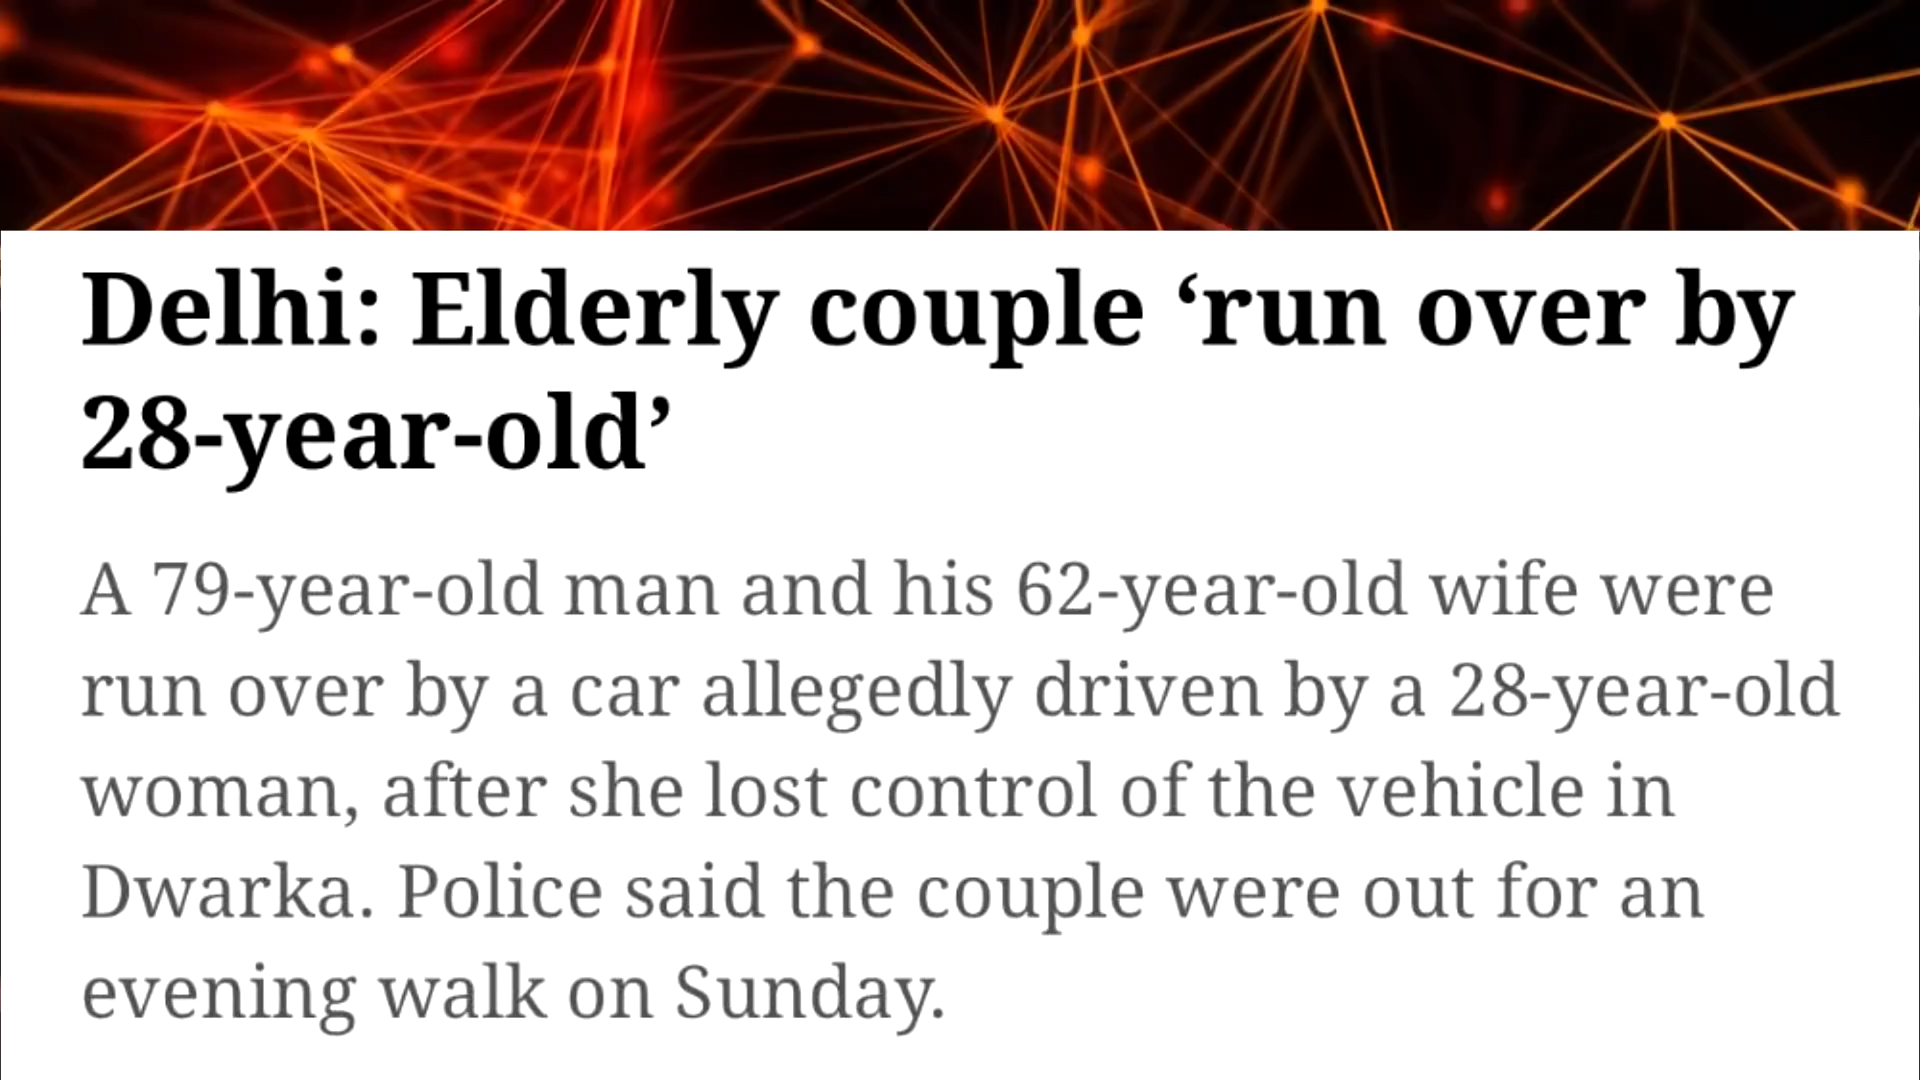 Delhi: Elderly couple ‘run over by
28-year-old’
A 79-year-old man and his 62-year-old wife were
run over by a car allegedly driven by a 28-year-old
woman, after she lost control of the vehicle in
Dwarka. Police said the couple were out for an
evening walk on Sunday.